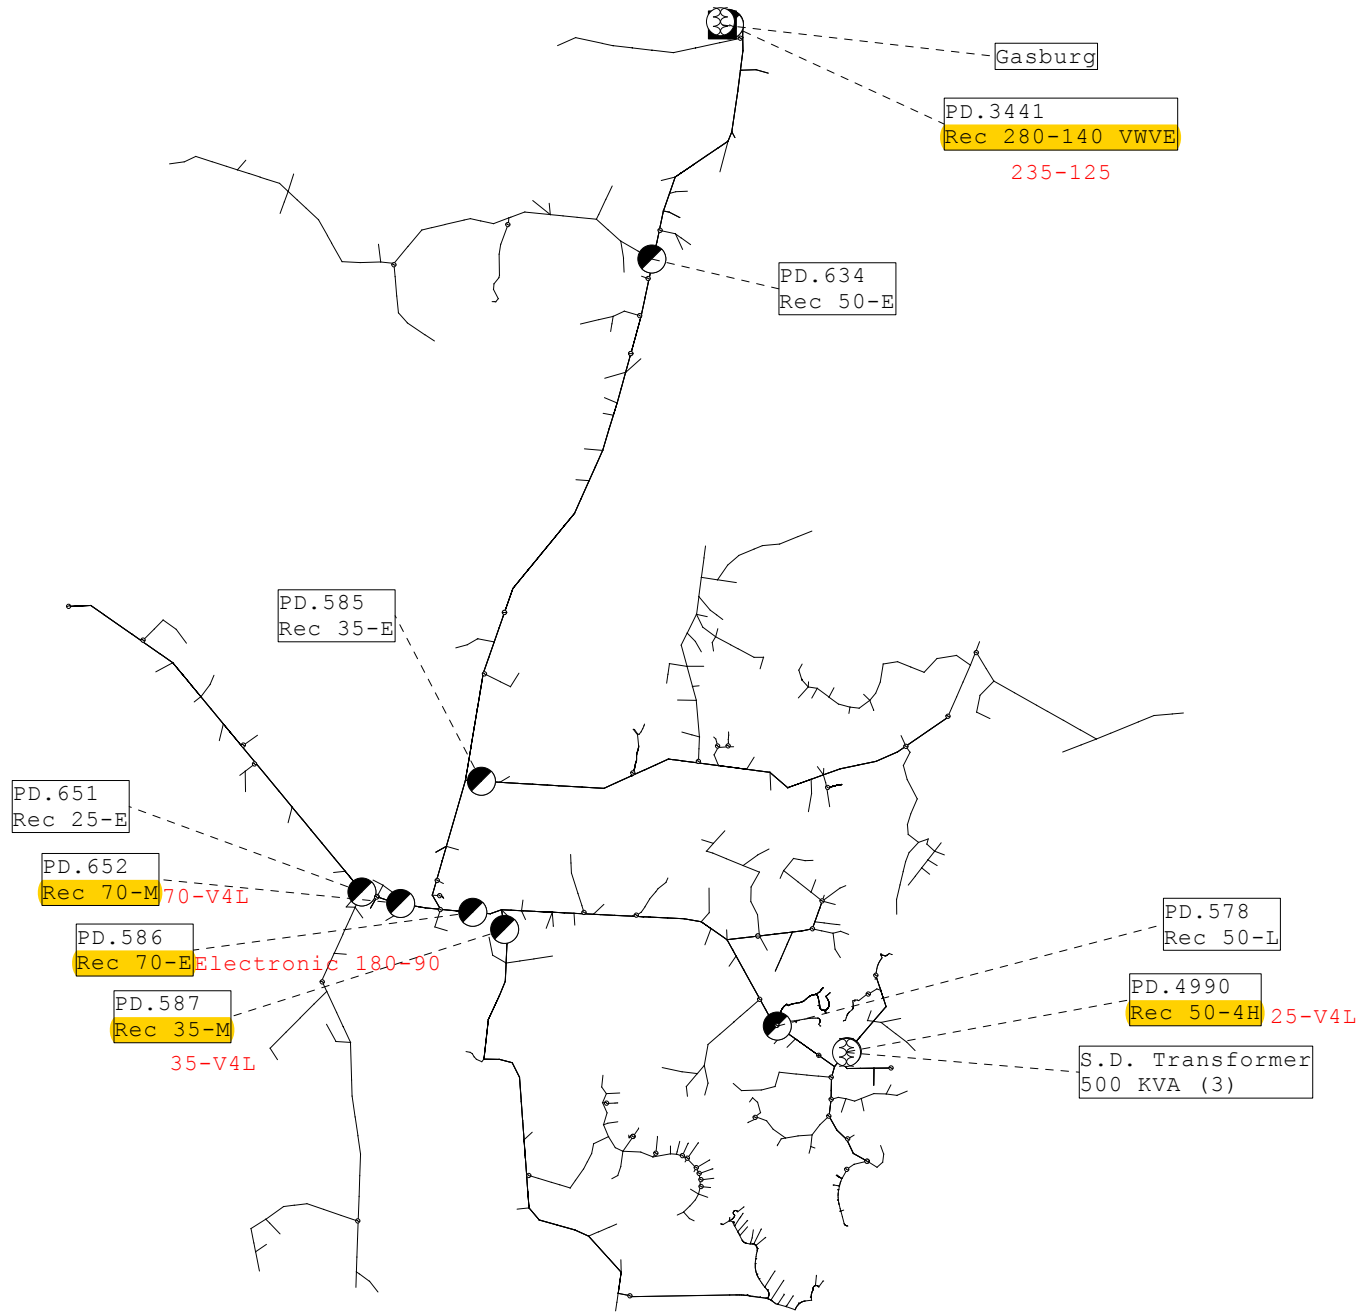 Gasburg
PD.3441
Rec 280-140 VWVE
235-125
PD.634
Rec 50-E
PD.585
Rec 35-E
PD.651
Rec 25-E
PD.652
Rec 70-M 70-V4L
PD.586
Rec 70-E Electronic 180-90
PD.587
Rec 35-M
35-V4L
PD.578
Rec 50-L
PD.4990
Rec 50-4H 25-V4L
S.D. Transformer
500 KVA (3)